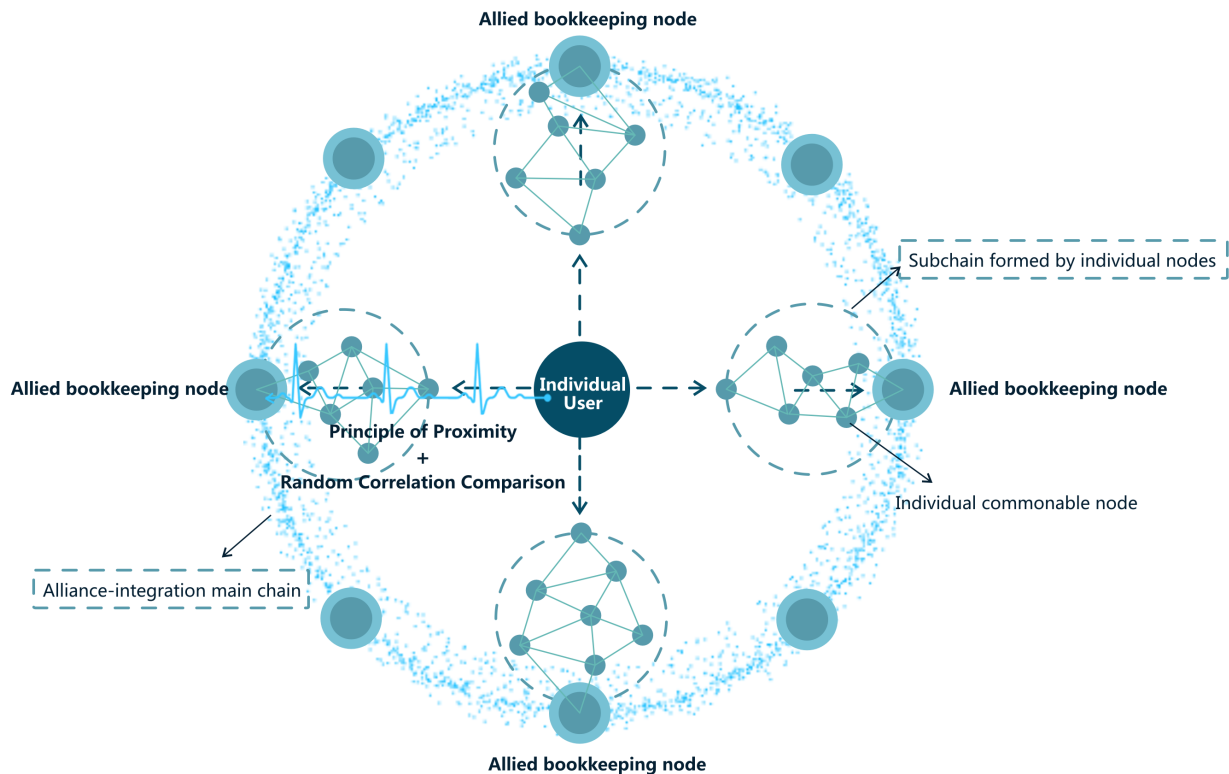 Allied bookkeeping node
Subchain formed by individual nodes
Allied bookkeeping node
Individual
User
Allied bookkeeping node
Principle of Proximity
+
Random Correlation Comparison
Individual commonable node
Alliance-integration main chain
Allied bookkeeping node